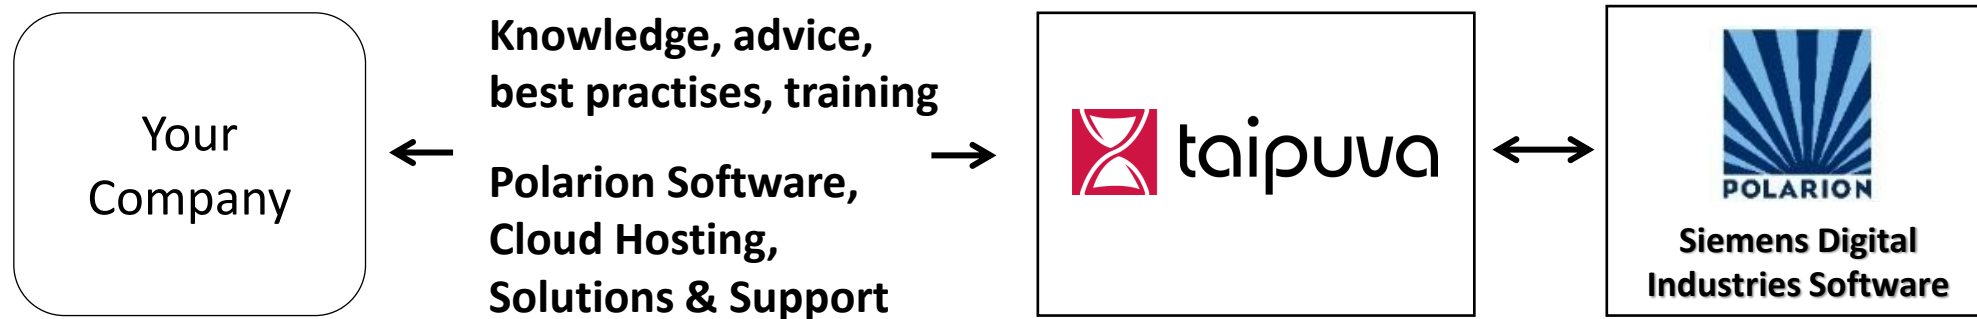 Your
Company
Knowledge, advice,
best practises, training
Polarion Software,
Cloud Hosting,
Solutions & Support
taipuva
POLARION
Siemens Digital
Industries Software